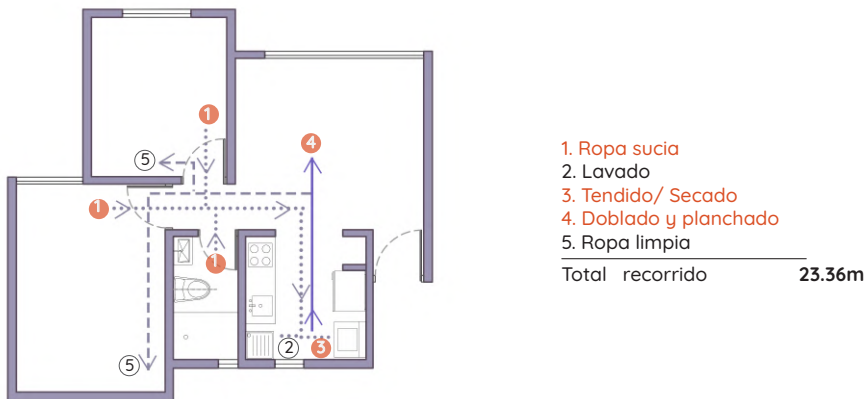 1
4
5
1
1
2
3
5
1. Ropa sucia
2. Lavado
3. Tendido/ Secado
4. Doblado y planchado
5. Ropa limpia
Total recorrido 23.36m